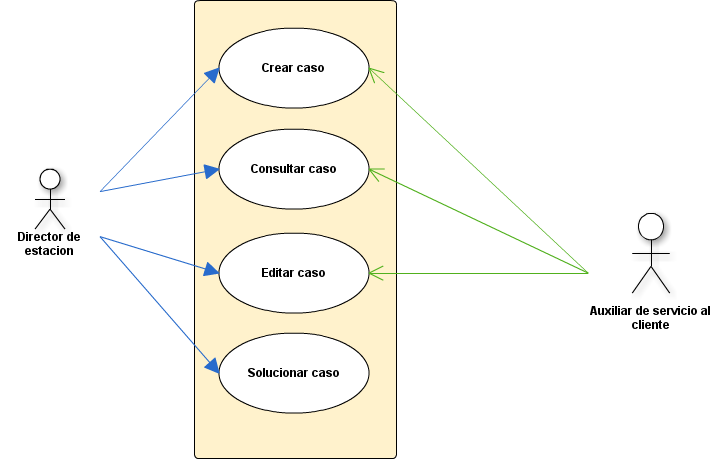 Crear caso
Consultar caso
Director de
estacion
Editar caso
Auxiliar de servicio al
cliente
Solucionar caso